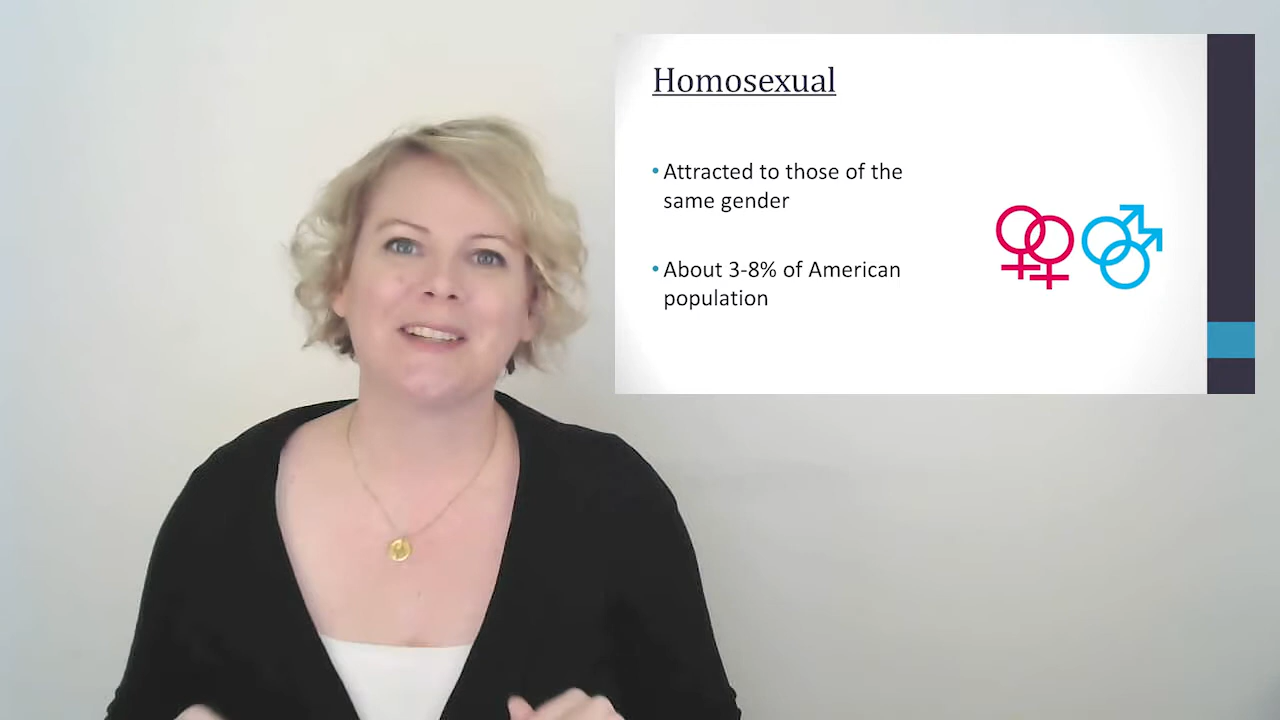 Homosexual
•Attracted to those of the
same gender
•About 3-8% of American
population